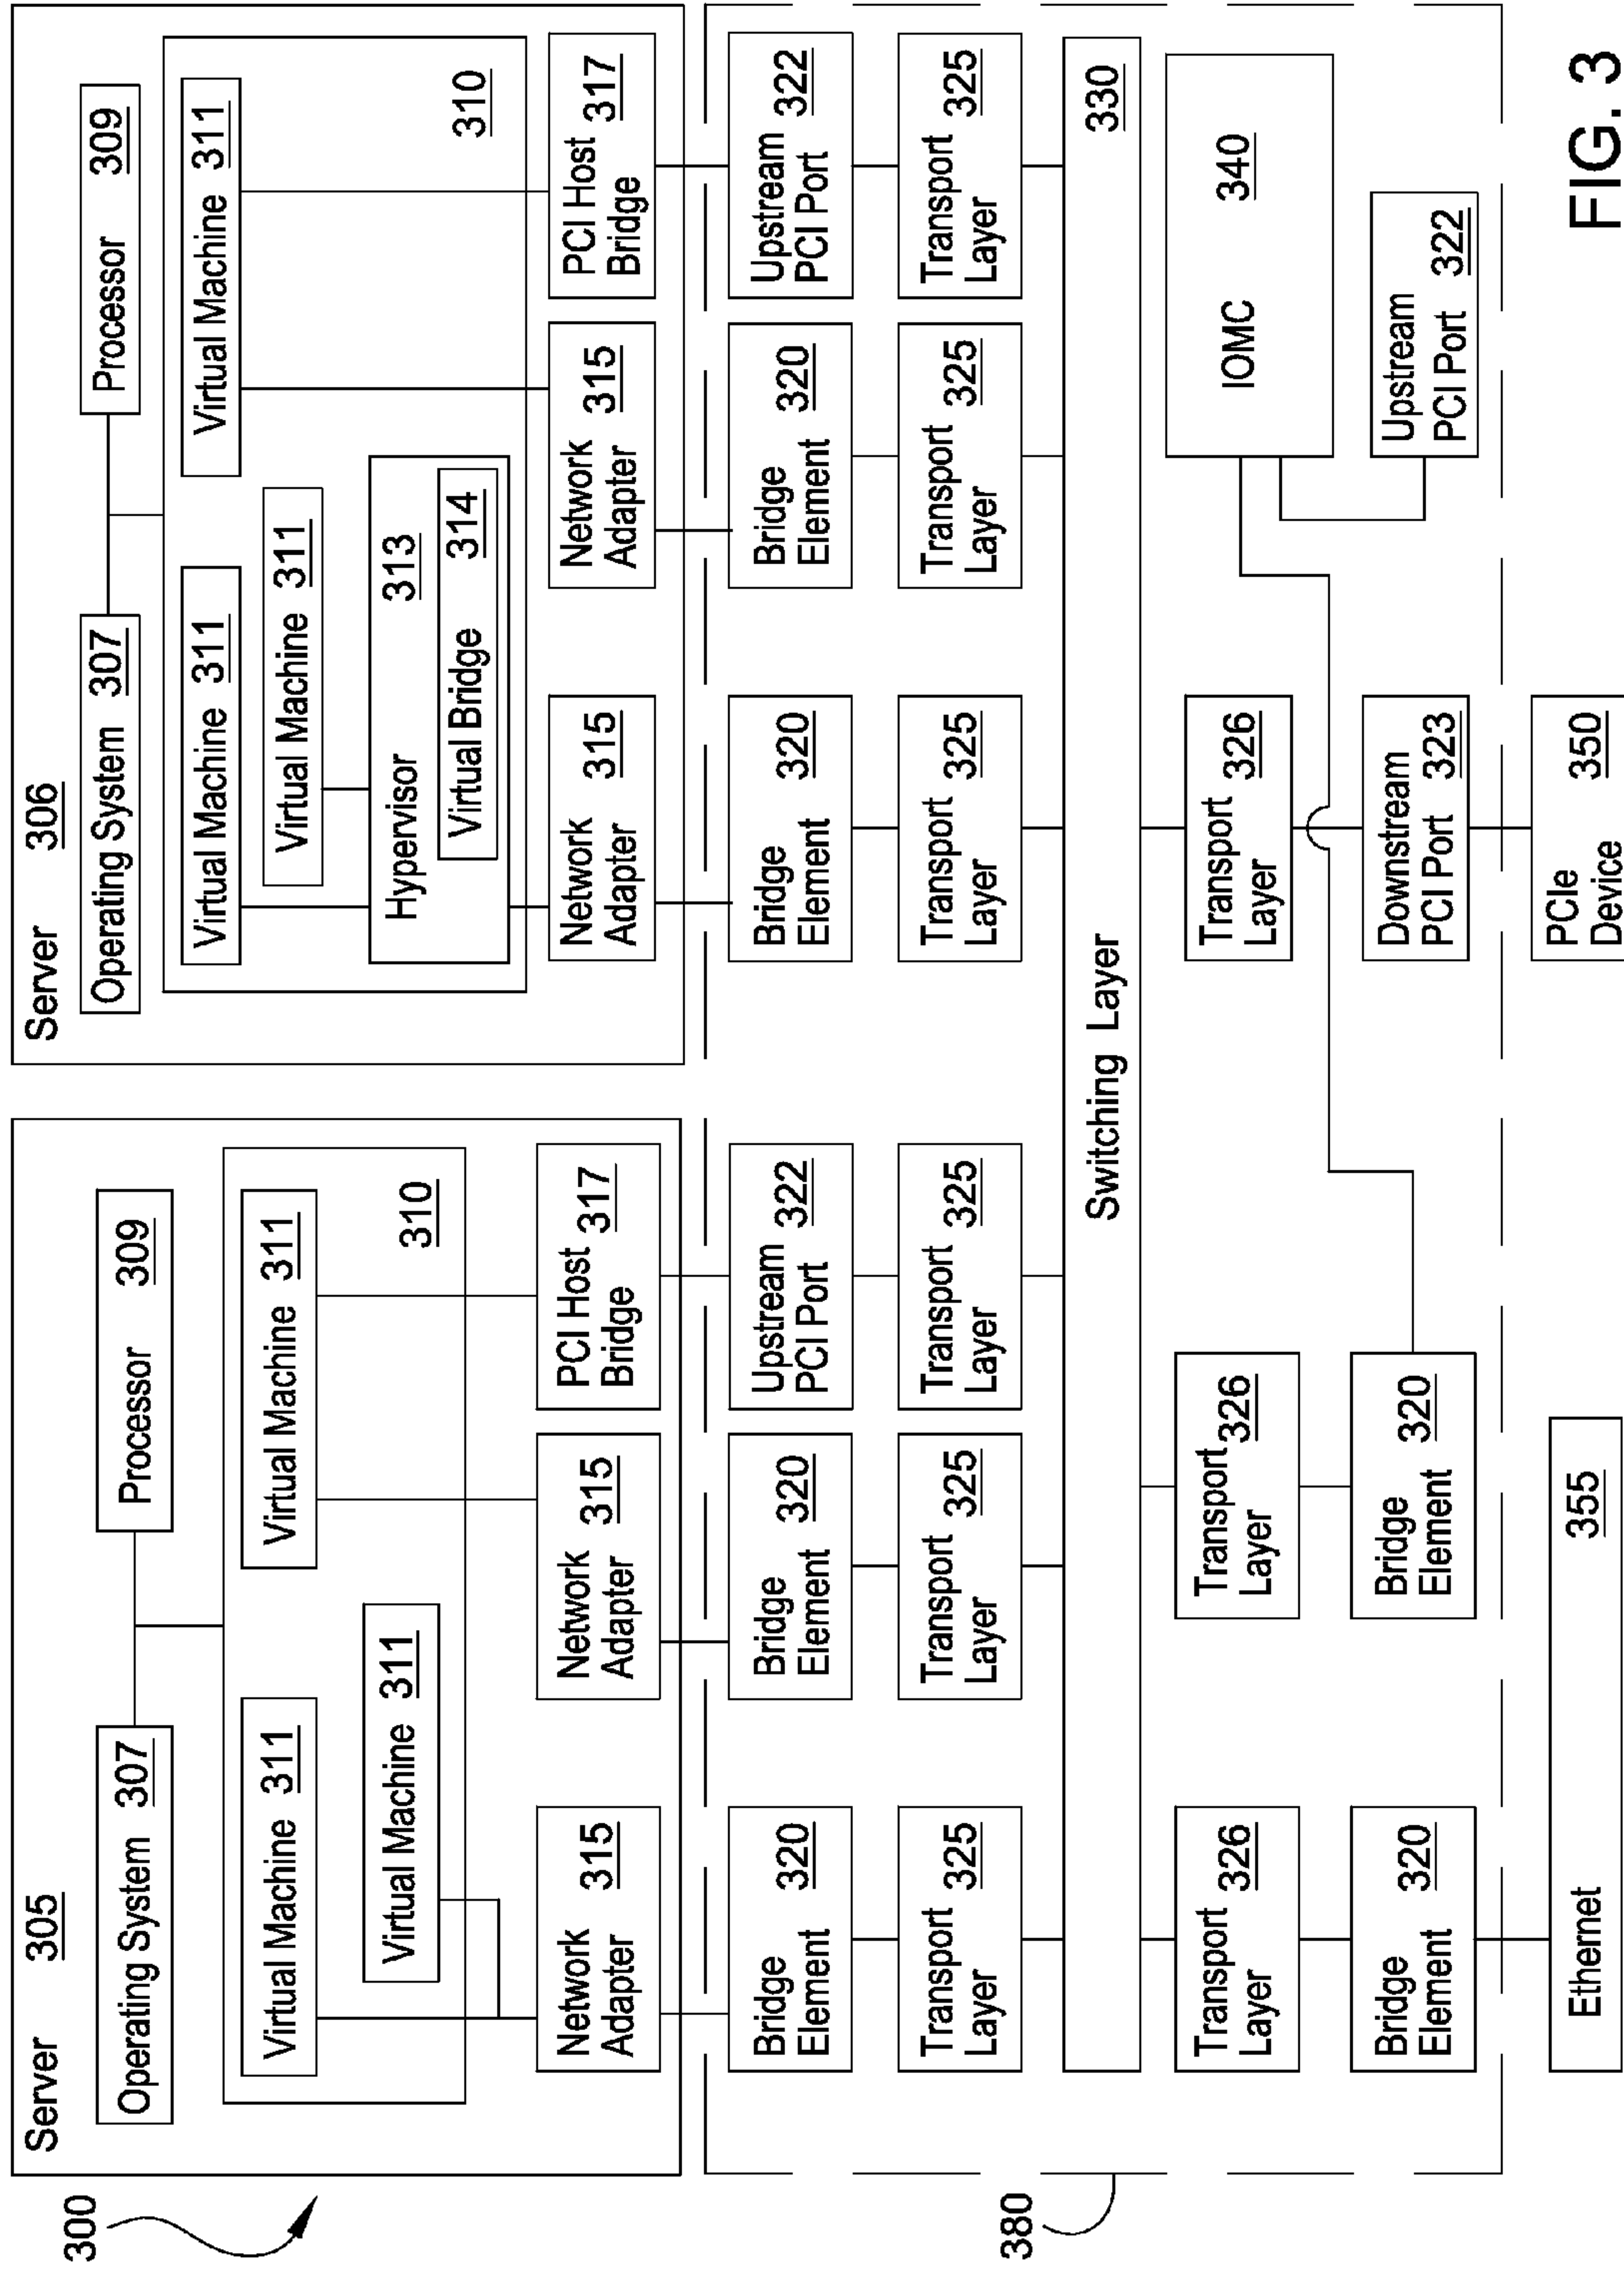 300
Server 305
Operating System 307
Processor 309
Virtual Machine 311
Virtual Machine 311
Virtual Machine 311
310
Network
Adapter 315
Network
Adapter 315
PCI Host
Bridge 317
Server 306
Operating System 307
Processor 309
Virtual Machine 311
Virtual Machine 311
Virtual Machine 311
Hypervisor 313
Virtual Bridge 314
310
Network
Adapter 315
Network
Adapter 315
PCI Host
Bridge 317
380
Bridge
Element 320
Bridge
Element 320
Upstream
PCI Port 322
Bridge
Element 320
Bridge
Element 320
Upstream
PCI Port 322
Transport
Layer 325
Transport
Layer 325
Transport
Layer 325
Transport
Layer 325
Transport
Layer 325
Transport
Layer 325
Switching Layer 330
Transport
Layer 326
Transport
Layer 326
Transport
Layer 326
IOMC 340
Bridge
Element 320
Bridge
Element 320
Downstream
PCI Port 323
Upstream
PCI Port 322
Ethernet 355
PCIe
Device 350
FIG. 3